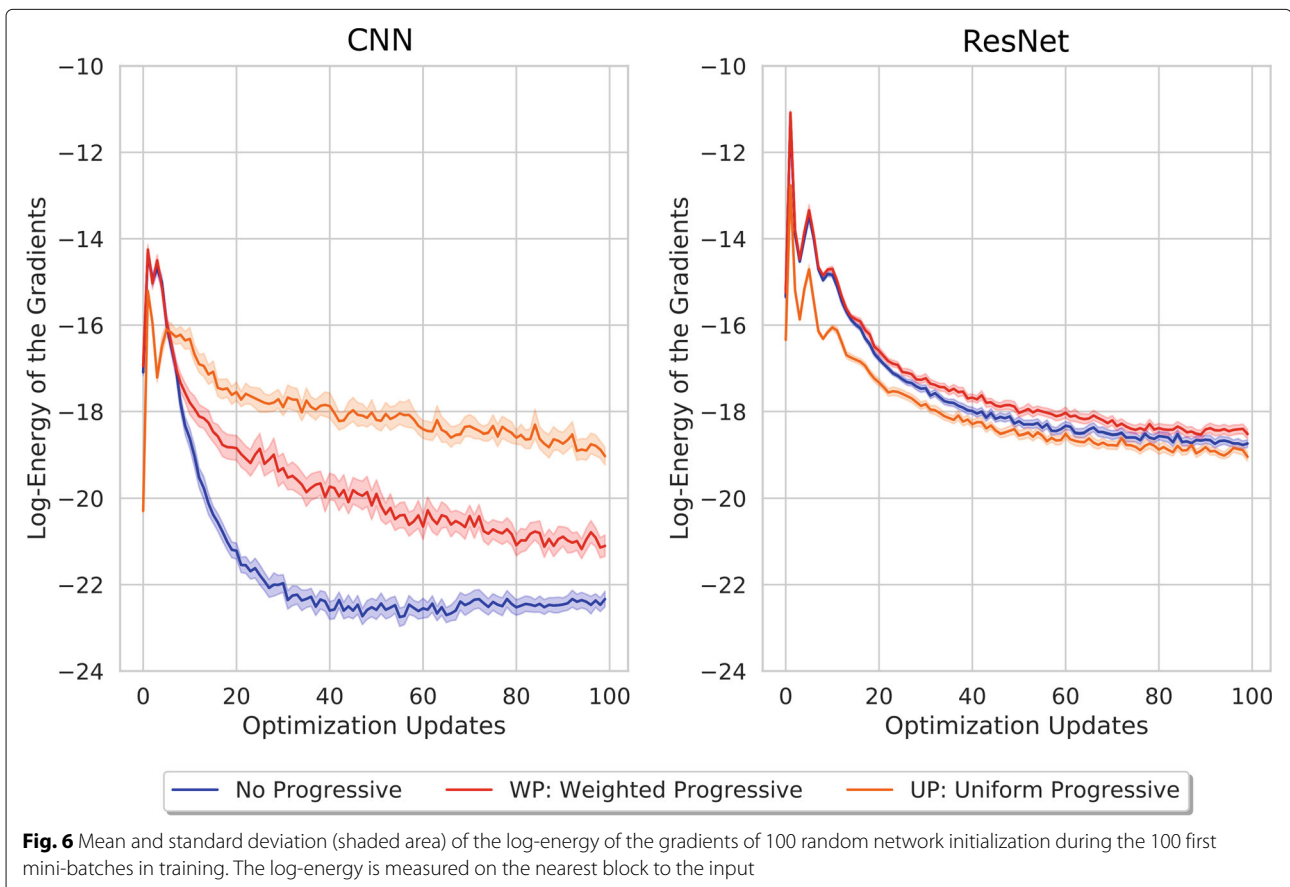 CNN
ResNet
−10
−12
−14
−16
−18
−20
−22
−24
Log-Energy of the Gradients
0 20 40 60 80 100
Optimization Updates
−10
−12
−14
−16
−18
−20
−22
−24
Log-Energy of the Gradients
0 20 40 60 80 100
Optimization Updates
No Progressive WP: Weighted Progressive UP: Uniform Progressive
Fig. 6 Mean and standard deviation (shaded area) of the log-energy of the gradients of 100 random network initialization during the 100 first
mini-batches in training. The log-energy is measured on the nearest block to the input